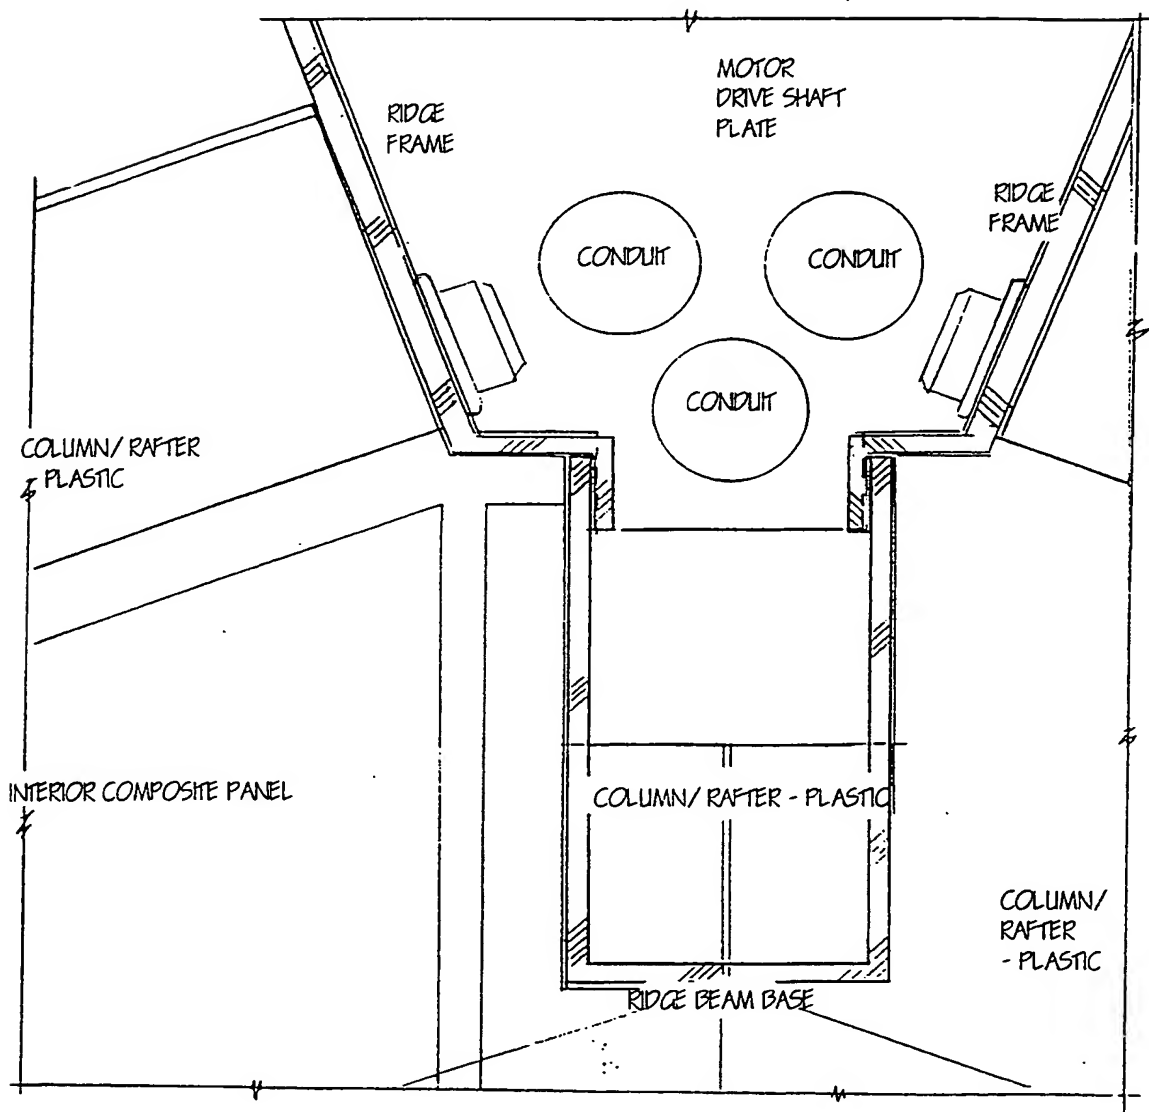 MOTOR
DRIVE SHAFT
PLATE
RIDGE
FRAME
RIDGE
FRAME
CONDUIT
CONDUIT
CONDUIT
COLUMN/ RAFTER
- PLASTIC
INTERIOR COMPOSITE PANEL
COLUMN/ RAFTER - PLASTIC
COLUMN/
RAFTER
- PLASTIC
RIDGE BEAM BASE